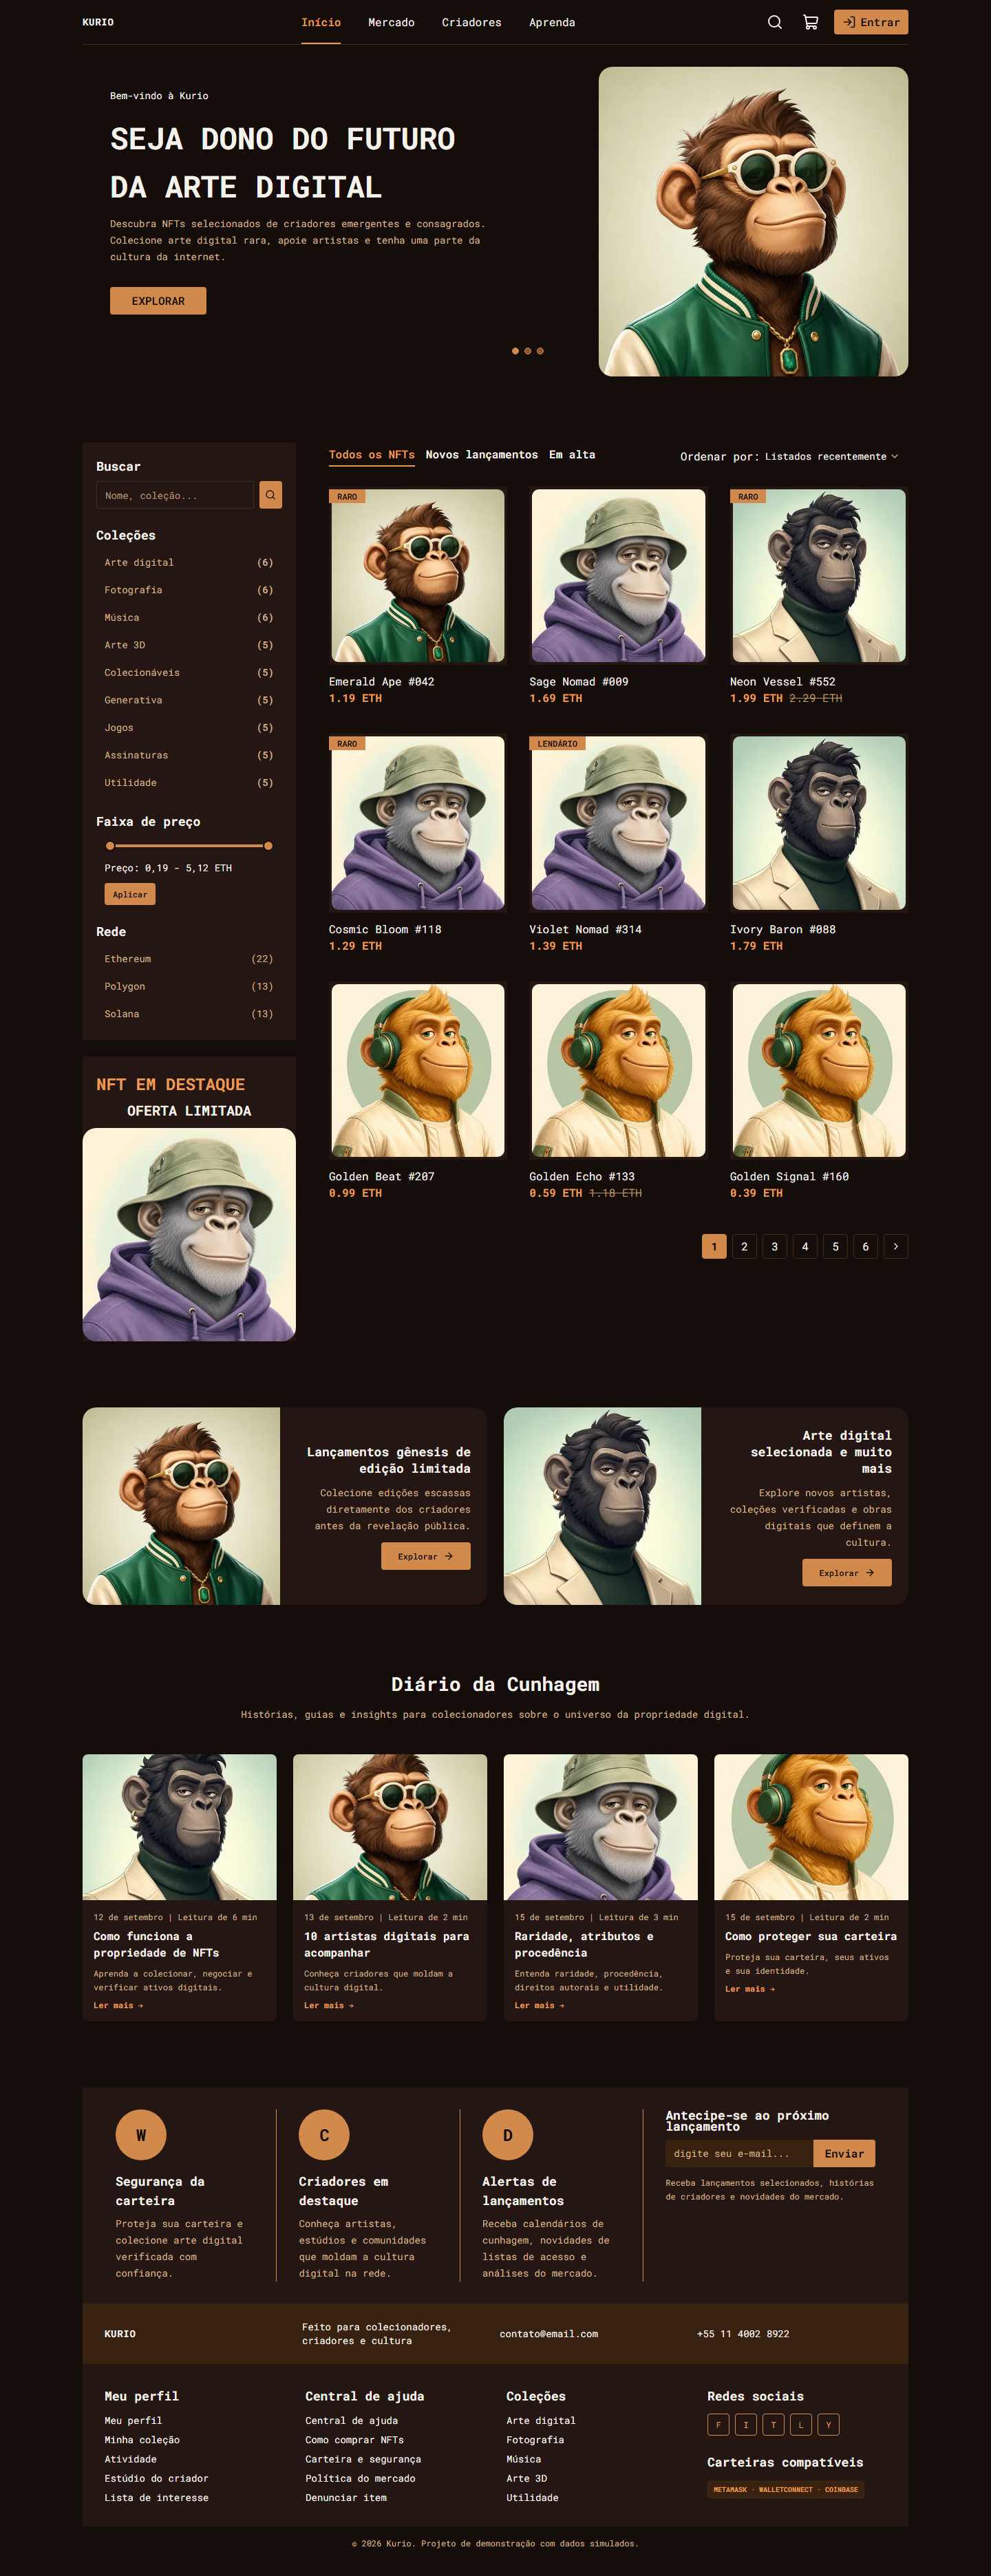 KURIO
Início
Mercado
Criadores
Aprenda
Entrar
Bem-vindo à Kurio
SEJA DONO DO FUTURO
DA ARTE DIGITAL
Descubra NFTs selecionados de criadores emergentes e consagrados.
Colecione arte digital rara, apoie artistas e tenha uma parte da
cultura da internet.
EXPLORAR
Buscar
Nome, coleção...
Coleções
Arte digital (6)
Fotografia (6)
Música (6)
Arte 3D (5)
Colecionáveis (5)
Generativa (5)
Jogos (5)
Assinaturas (5)
Utilidade (5)
Faixa de preço
Preço: 0,19 - 5,12 ETH
Aplicar
Rede
Ethereum (22)
Polygon (13)
Solana (13)
NFT EM DESTAQUE
OFERTA LIMITADA
Todos os NFTs
Novos lançamentos
Em alta
Ordenar por: Listados recentemente
RARO
Emerald Ape #042
1.19 ETH
Sage Nomad #009
1.69 ETH
RARO
Neon Vessel #552
1.99 ETH 2.29 ETH
RARO
Cosmic Bloom #118
1.29 ETH
LENDÁRIO
Violet Nomad #314
1.39 ETH
Ivory Baron #088
1.79 ETH
Golden Beat #207
0.99 ETH
Golden Echo #133
0.59 ETH 1.18 ETH
Golden Signal #160
0.39 ETH
1 2 3 4 5 6
Lançamentos gênesis de
edição limitada
Colecione edições escassas
diretamente dos criadores
antes da revelação pública.
Explorar →
Arte digital
selecionada e muito
mais
Explore novos artistas,
coleções verificadas e obras
digitais que definem a
cultura.
Explorar →
Diário da Cunhagem
Histórias, guias e insights para colecionadores sobre o universo da propriedade digital.
12 de setembro | Leitura de 6 min
Como funciona a
propriedade de NFTs
Aprenda a colecionar, negociar e
verificar ativos digitais.
Ler mais →
13 de setembro | Leitura de 2 min
10 artistas digitais para
acompanhar
Conheça criadores que moldam a
cultura digital.
Ler mais →
15 de setembro | Leitura de 3 min
Raridade, atributos e
procedência
Entenda raridade, procedência,
direitos autorais e utilidade.
Ler mais →
15 de setembro | Leitura de 2 min
Como proteger sua carteira
Proteja sua carteira, seus ativos
e sua identidade.
Ler mais →
W
Segurança da
carteira
Proteja sua carteira e
colecione arte digital
verificada com
confiança.
C
Criadores em
destaque
Conheça artistas,
estúdios e comunidades
que moldam a cultura
digital na rede.
D
Alertas de
lançamentos
Receba calendários de
cunhagem, novidades de
listas de acesso e
análises do mercado.
Antecipe-se ao próximo
lançamento
digite seu e-mail...
Enviar
Receba lançamentos selecionados, histórias
de criadores e novidades do mercado.
KURIO
Feito para colecionadores,
criadores e cultura
contato@email.com
+55 11 4002 8922
Meu perfil
Meu perfil
Minha coleção
Atividade
Estúdio do criador
Lista de interesse
Central de ajuda
Central de ajuda
Como comprar NFTs
Carteira e segurança
Política do mercado
Denunciar item
Coleções
Arte digital
Fotografia
Música
Arte 3D
Utilidade
Redes sociais
F I T L Y
Carteiras compatíveis
METAMASK · WALLETCONNECT · COINBASE
© 2026 Kurio. Projeto de demonstração com dados simulados.